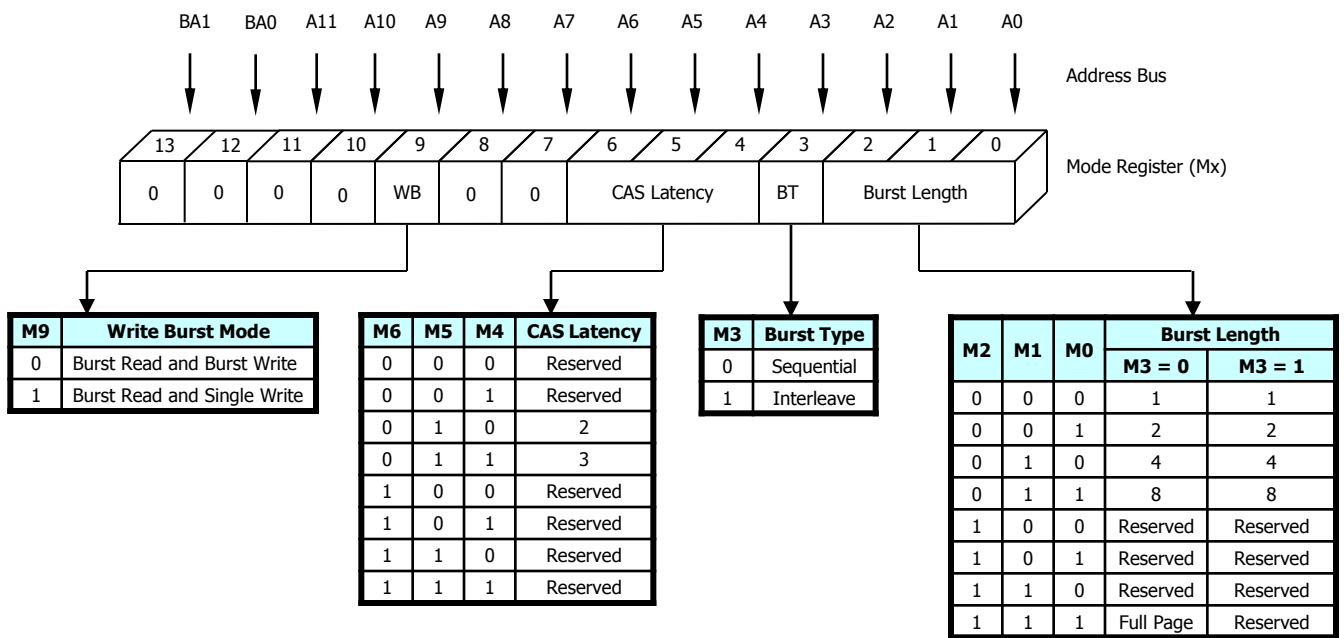 BA1 BA0 A11 A10 A9 A8 A7 A6 A5 A4 A3 A2 A1 A0
Address Bus
13 12 11 10 9 8 7 6 5 4 3 2 1 0
Mode Register (Mx)
0 0 0 0 WB 0 0 CAS Latency BT Burst Length
M9 Write Burst Mode
0 Burst Read and Burst Write
1 Burst Read and Single Write
M6 M5 M4 CAS Latency
0 0 0 Reserved
0 0 1 Reserved
0 1 0 2
0 1 1 3
1 0 0 Reserved
1 0 1 Reserved
1 1 0 Reserved
1 1 1 Reserved
M3 Burst Type
0 Sequential
1 Interleave
M2 M1 M0 Burst Length
M3 = 0 M3 = 1
0 0 0 1 1
0 0 1 2 2
0 1 0 4 4
0 1 1 8 8
1 0 0 Reserved Reserved
1 0 1 Reserved Reserved
1 1 0 Reserved Reserved
1 1 1 Full Page Reserved